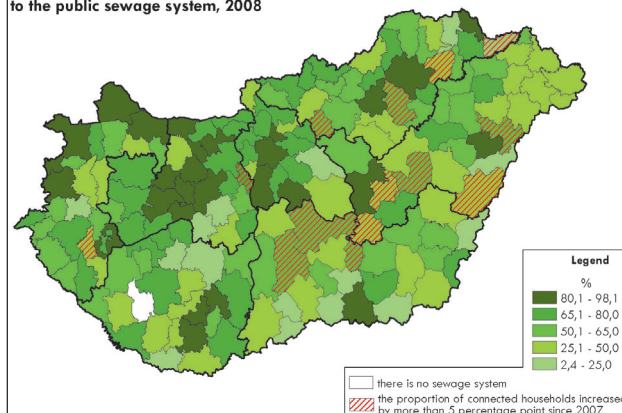 to the public sewage system, 2008
Legend
%
80,1 - 98,1
65,1 - 80,0
50,1 - 65,0
25,1 - 50,0
2,4 - 25,0
there is no sewage system
the proportion of connected households increased
by more than 5 percentage point since 2007